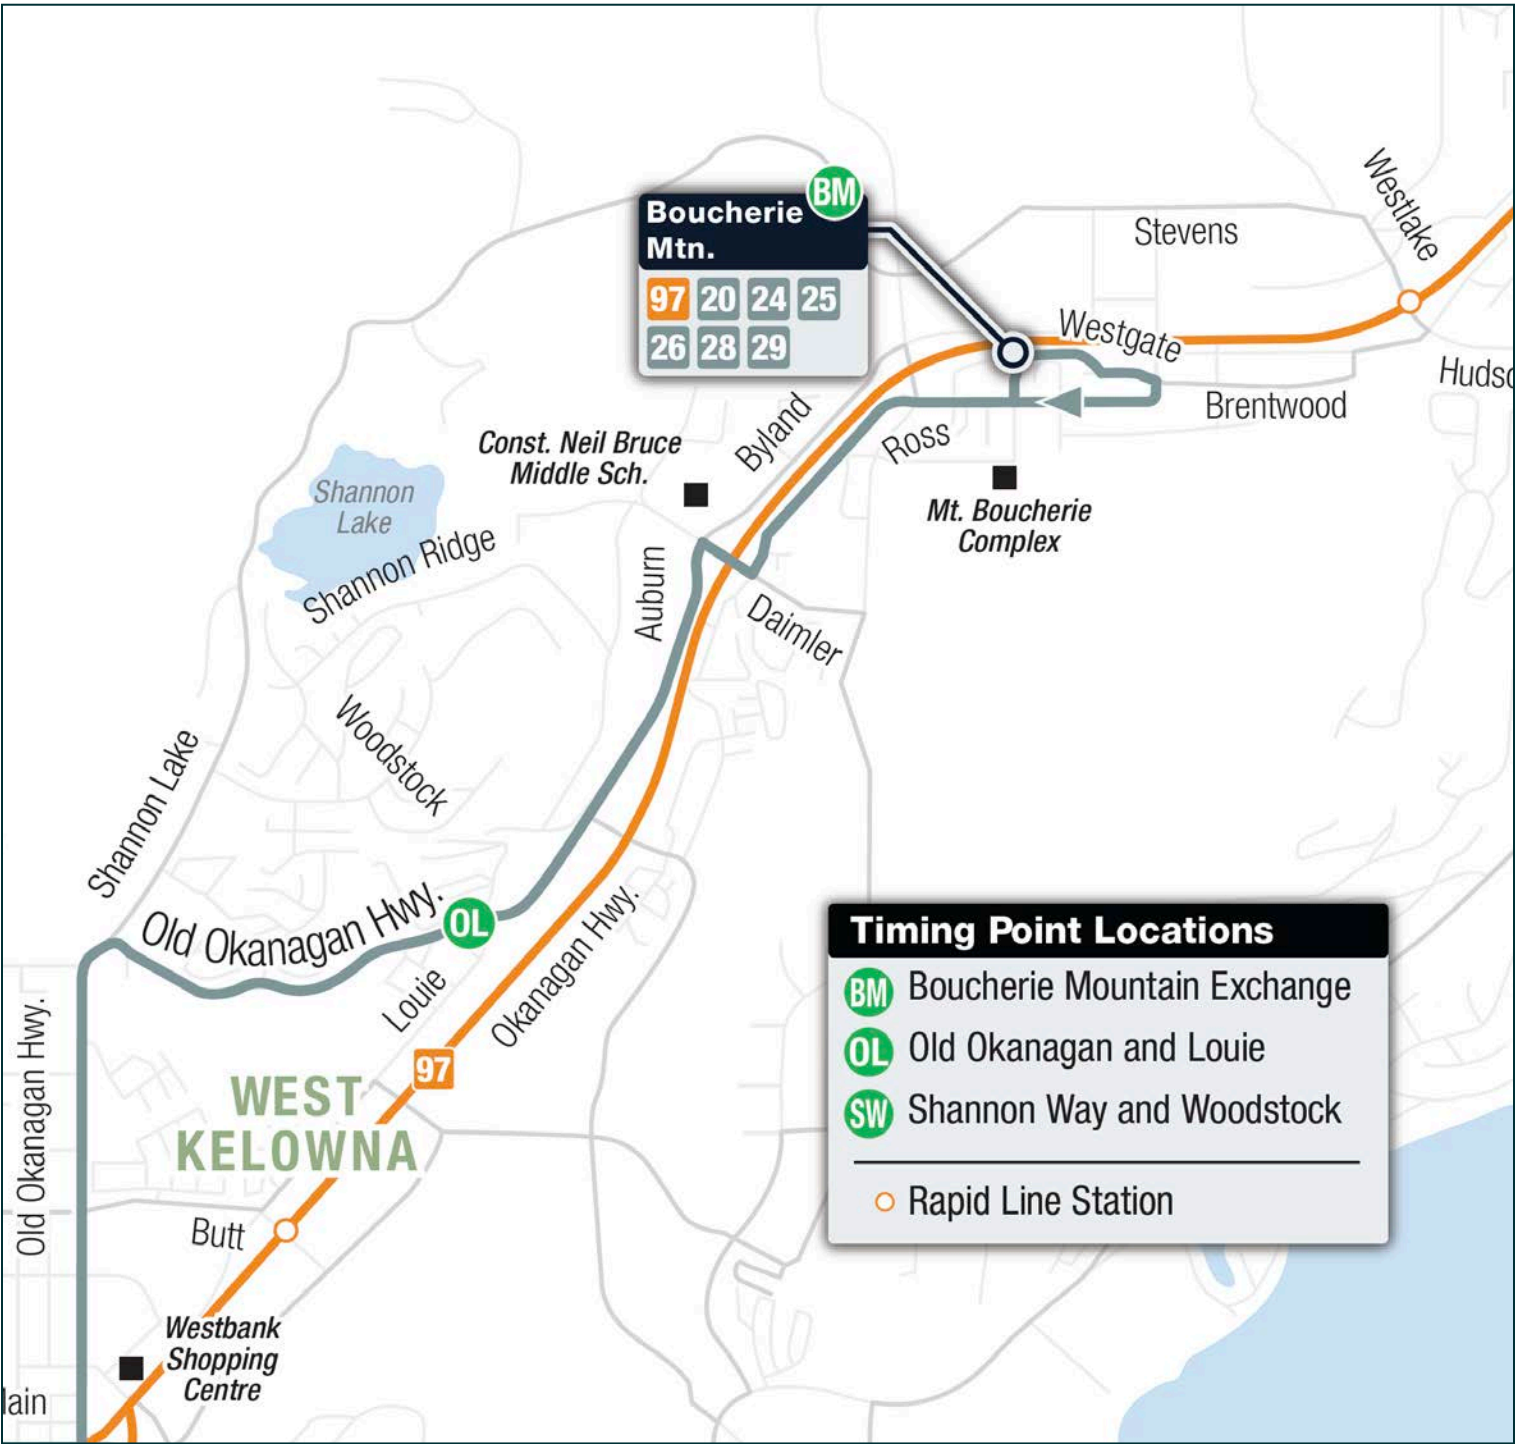 Westlake
BM
Boucherie
Mtn.
97 20 24 25
26 28 29
Stevens
Westgate
Hudso
Brentwood
Byland
Ross
Const. Neil Bruce
Middle Sch.
Mt. Boucherie
Complex
Shannon
Lake
Shannon Ridge
Auburn
Daimler
Woodstock
Shannon Lake
Old Okanagan Hwy.
OL
Okanagan Hwy.
Louie
Old Okanagan Hwy.
97
WEST
KELOWNA
Butt
Westbank
Shopping
Centre
lain
Timing Point Locations
BM Boucherie Mountain Exchange
OL Old Okanagan and Louie
SW Shannon Way and Woodstock
Rapid Line Station